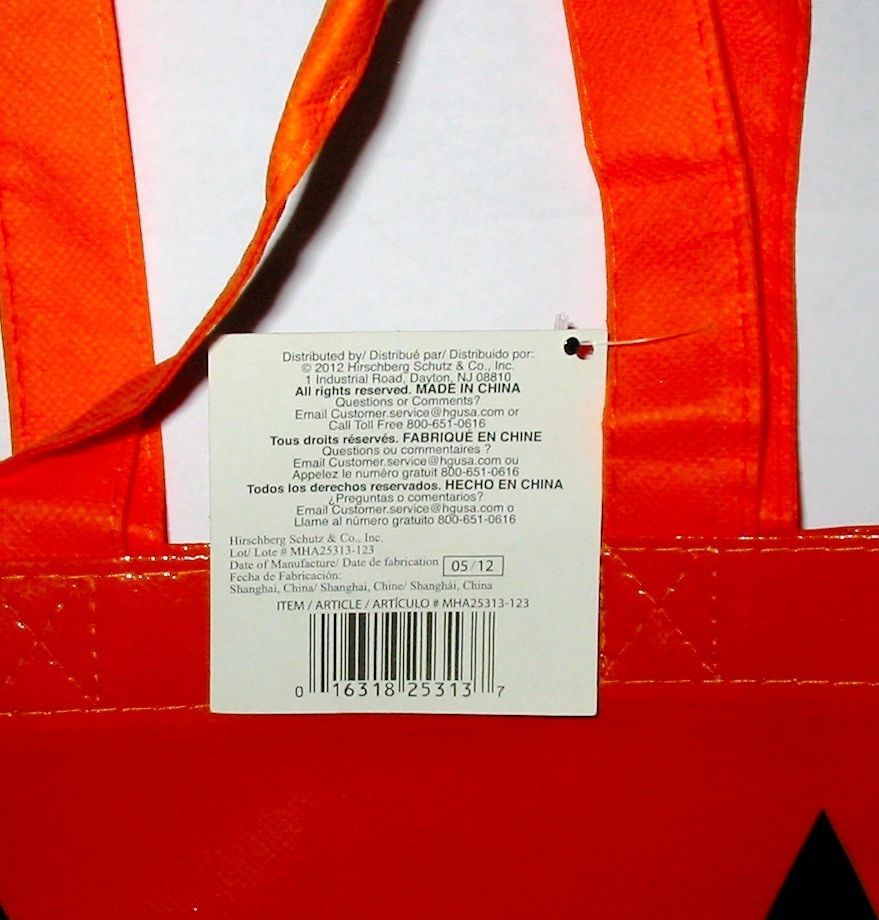 Distributed by/ Distribué par/ Distribuido por:
© 2012 Hirschberg Schutz & Co., Inc.
1 Industrial Road, Dayton, NJ 08810
All rights reserved. MADE IN CHINA
Questions or Comments?
Email Customer.service@hgusa.com or
Call Toll Free 800-651-0616
Tous droits réservés. FABRIQUÉ EN CHINE
Questions ou commentaires ?
Email Customer.service@hgusa.com ou
Appelez le numéro gratuit 800-651-0616
Todos los derechos reservados. HECHO EN CHINA
¿Preguntas o comentarios?
Email Customer.service@hgusa.com o
Llame al número gratuito 800-651-0616
Hirschberg Schutz & Co., Inc.
Lot/ Lote # MHA25313-123
Date of Manufacture/ Date de fabrication 05/12
Fecha de Fabricación:
Shanghai, China/ Shanghai, Chine/ Shanghái, China
ITEM / ARTICLE / ARTÍCULO # MHA25313-123
0 16318 25313 7